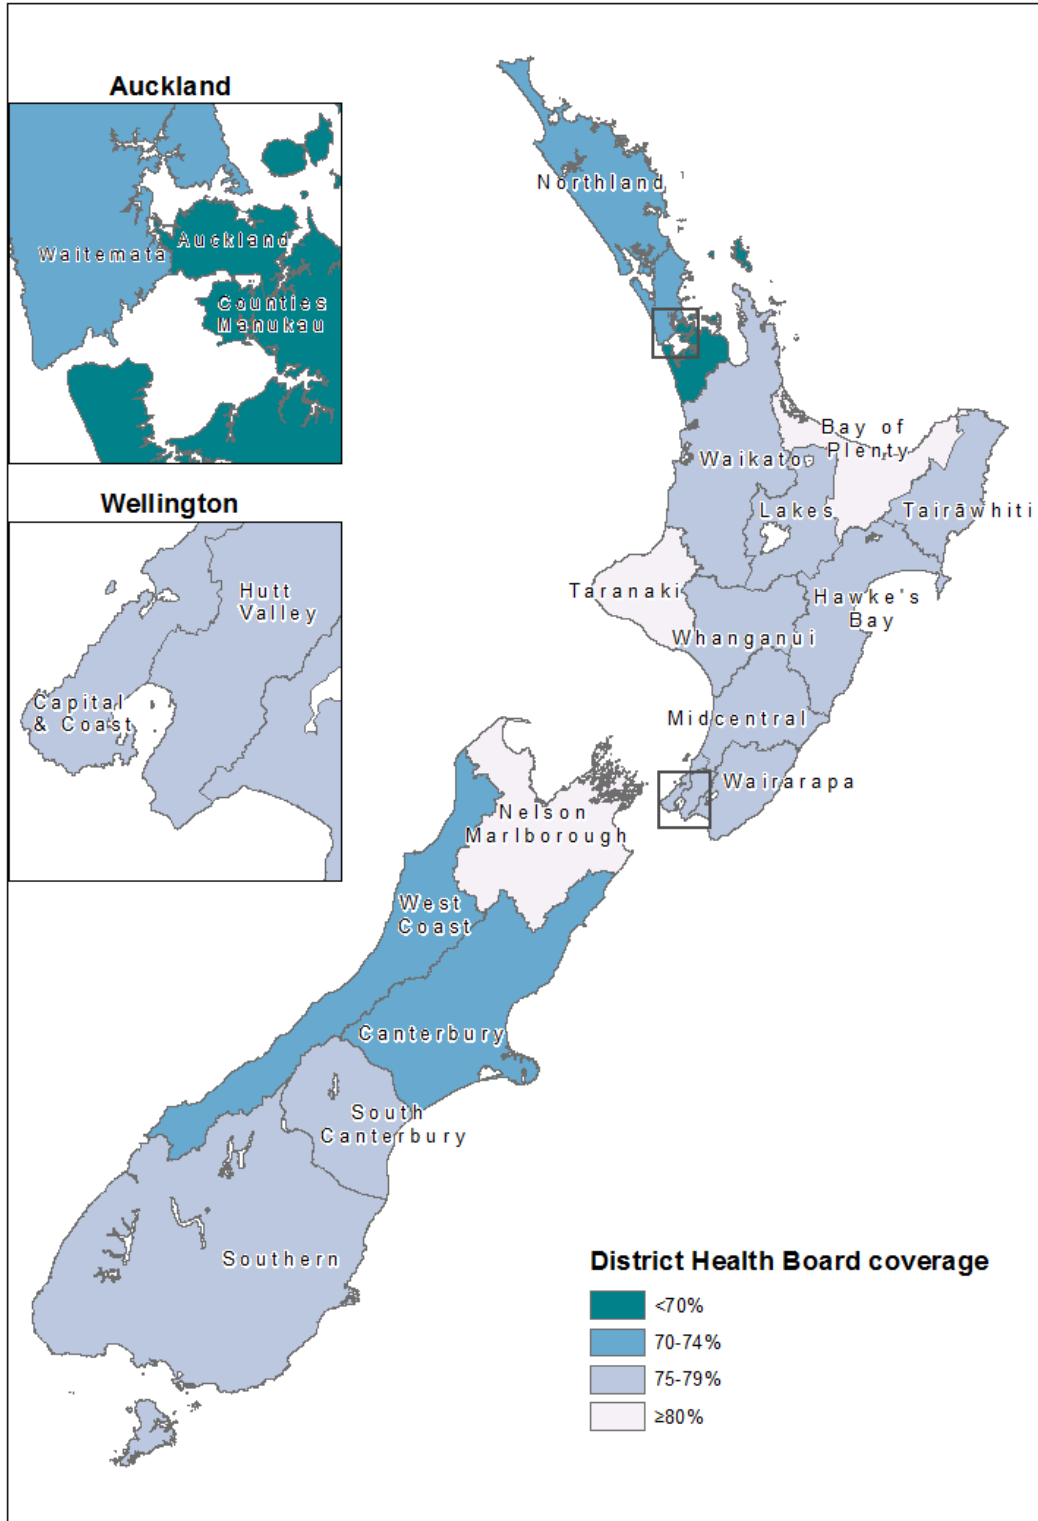 Auckland
Waitemata
Auckland
Counties
Manukau
Wellington
Hutt
Valley
Capital
& Coast
Northland
Bay of
Plenty
Waikato
Lakes
Tairāwhiti
Taranaki
Hawke's
Bay
Whanganui
Midcentral
Wairarapa
Nelson
Marlborough
West
Coast
Canterbury
South
Canterbury
Southern
District Health Board coverage
<70%
70-74%
75-79%
≥80%